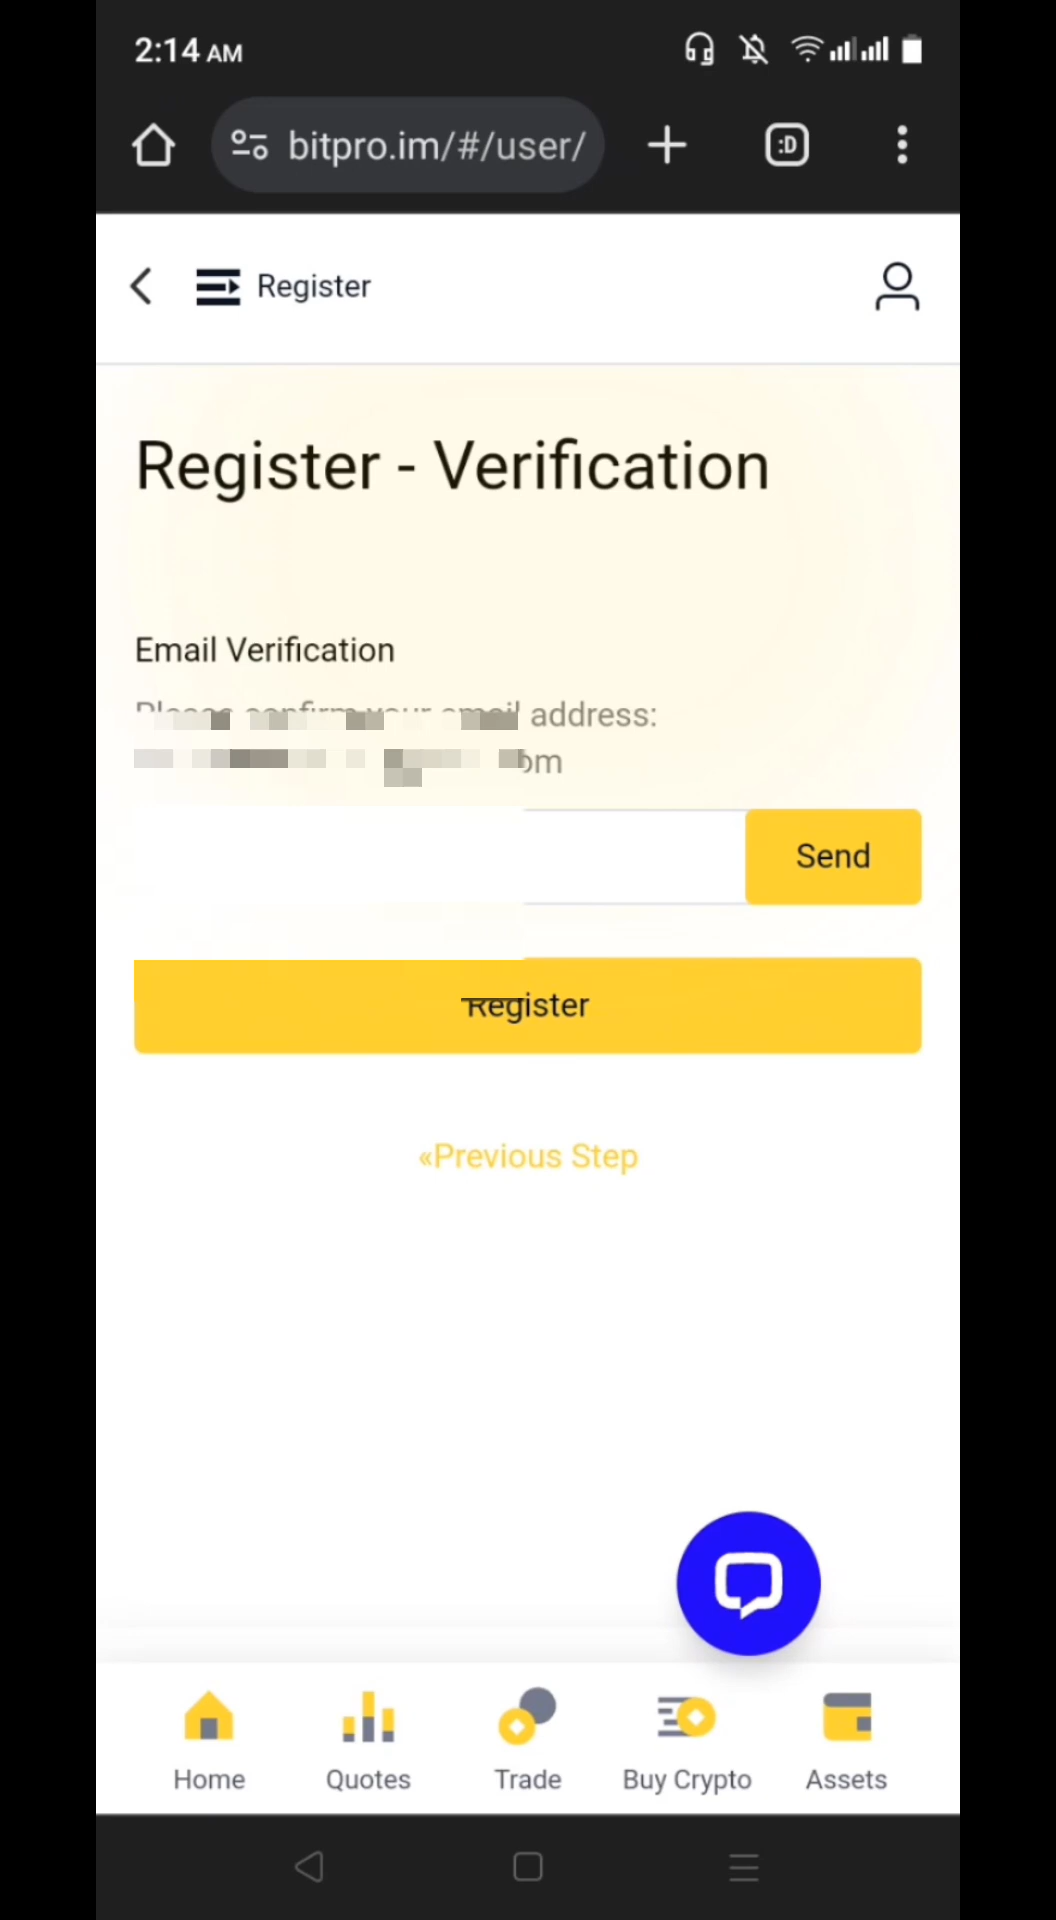 2:14 AM
bitpro.im/#/user/
:D
Register
Register - Verification
Email Verification
Please confirm your email address:
om
Send
Register
«Previous Step
Home
Quotes
Trade
Buy Crypto
Assets